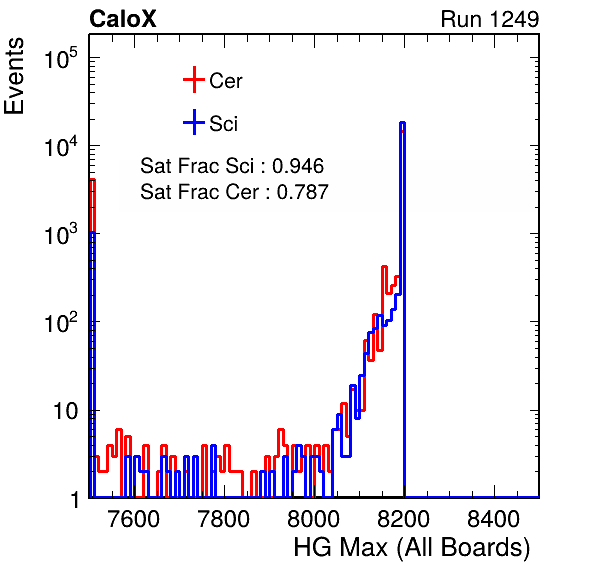 CaloX Run 1249
Events
10^5
10^4
10^3
10^2
10
1
Cer
Sci
Sat Frac Sci : 0.946
Sat Frac Cer : 0.787
7600 7800 8000 8200 8400
HG Max (All Boards)